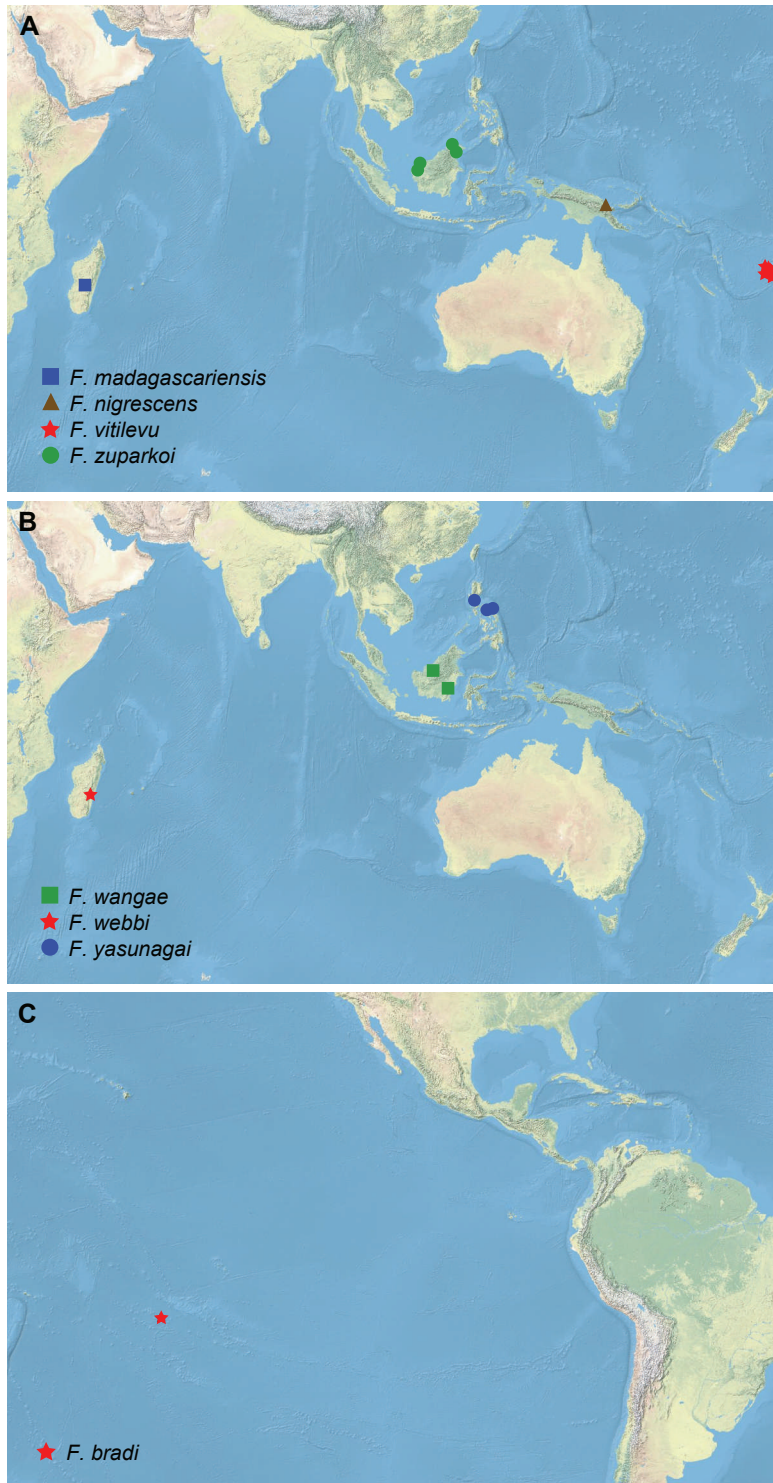 A
F. madagascariensis
F. nigrescens
F. vitilevu
F. zuparkoi
B
F. wangae
F. webbi
F. yasunagai
C
F. bradi